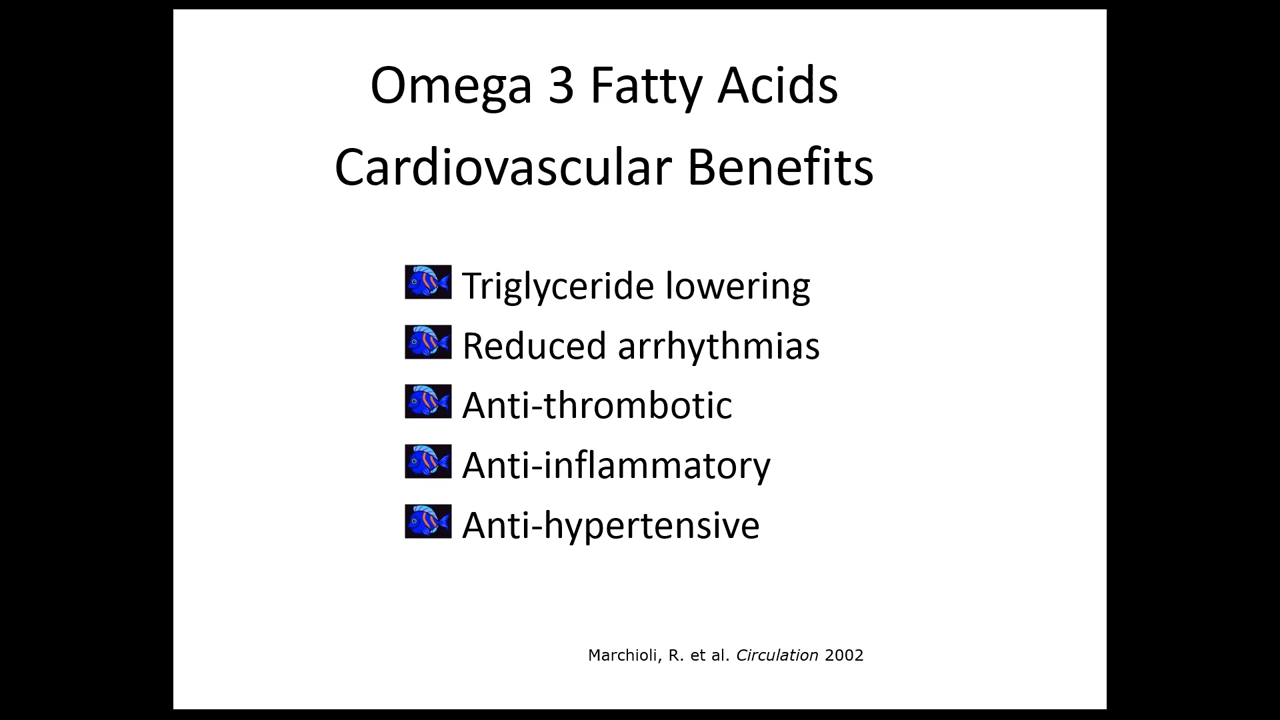 Omega 3 Fatty Acids
Cardiovascular Benefits
Triglyceride lowering
Reduced arrhythmias
Anti-thrombotic
Anti-inflammatory
Anti-hypertensive
Marchioli, R. et al. Circulation 2002